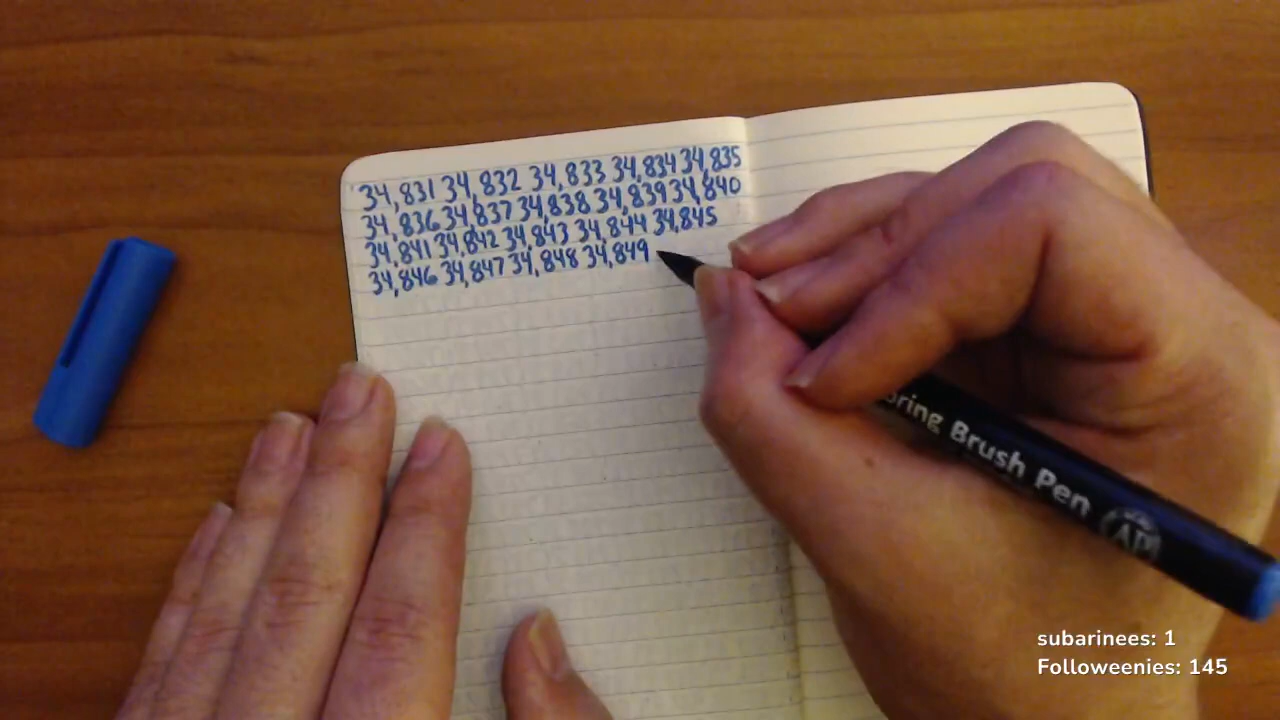 34,831 34,832 34,833 34,834 34,835
34,836 34,837 34,838 34,839 34,840
34,841 34,842 34,843 34,844 34,845
34,846 34,847 34,848 34,849
Brush Pen
subarinees: 1
Followeenies: 145